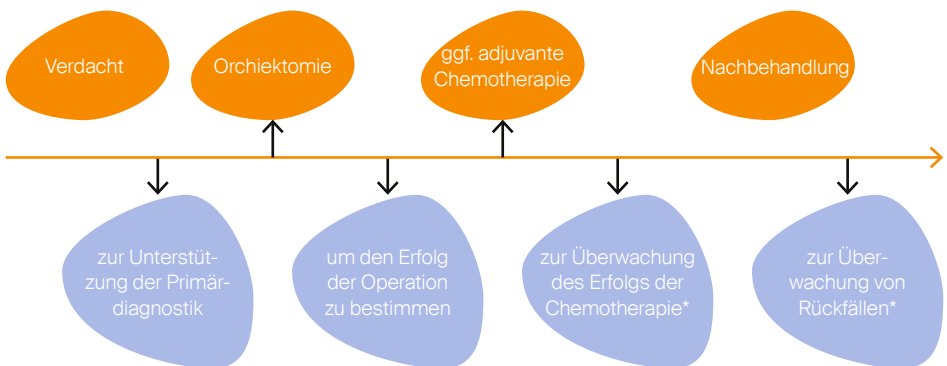 Verdacht
Orchiektomie
ggf. adjuvante
Chemotherapie
Nachbehandlung
zur Unterstüt-
zung der Primär-
diagnostik
um den Erfolg
der Operation
zu bestimmen
zur Überwachung
des Erfolgs der
Chemotherapie*
zur Über-
wachung von
Rückfällen*